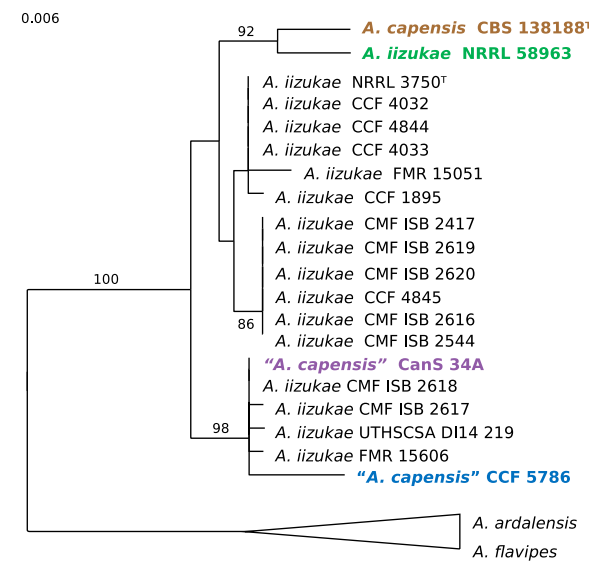 0.006
92
A. capensis CBS 138188ᵀ
A. iizukae NRRL 58963
A. iizukae NRRL 3750ᵀ
A. iizukae CCF 4032
A. iizukae CCF 4844
A. iizukae CCF 4033
A. iizukae FMR 15051
A. iizukae CCF 1895
A. iizukae CMF ISB 2417
A. iizukae CMF ISB 2619
A. iizukae CMF ISB 2620
A. iizukae CCF 4845
A. iizukae CMF ISB 2616
A. iizukae CMF ISB 2544
100
86
“A. capensis” CanS 34A
A. iizukae CMF ISB 2618
A. iizukae CMF ISB 2617
A. iizukae UTHSCSA DI14 219
A. iizukae FMR 15606
“A. capensis” CCF 5786
98
A. ardalensis
A. flavipes